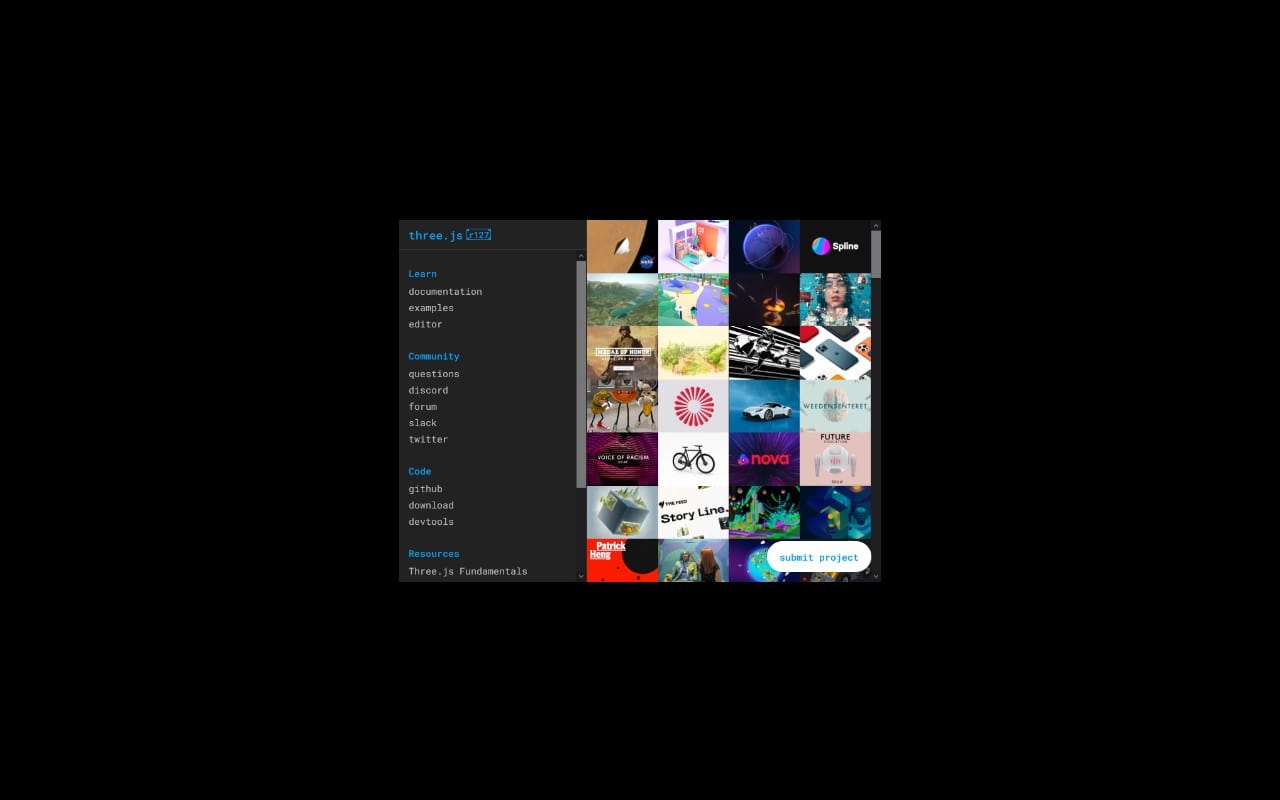 three.js r127
Learn
documentation
examples
editor
Community
questions
discord
forum
slack
twitter
Code
github
download
devtools
Resources
Three.js Fundamentals
Spline
MEDAL OF HONOR
WEEDENSENTERET
VOICE OF RACISM
nova
FUTURE
THE FEED
Story Line
Patrick
Heng
submit project